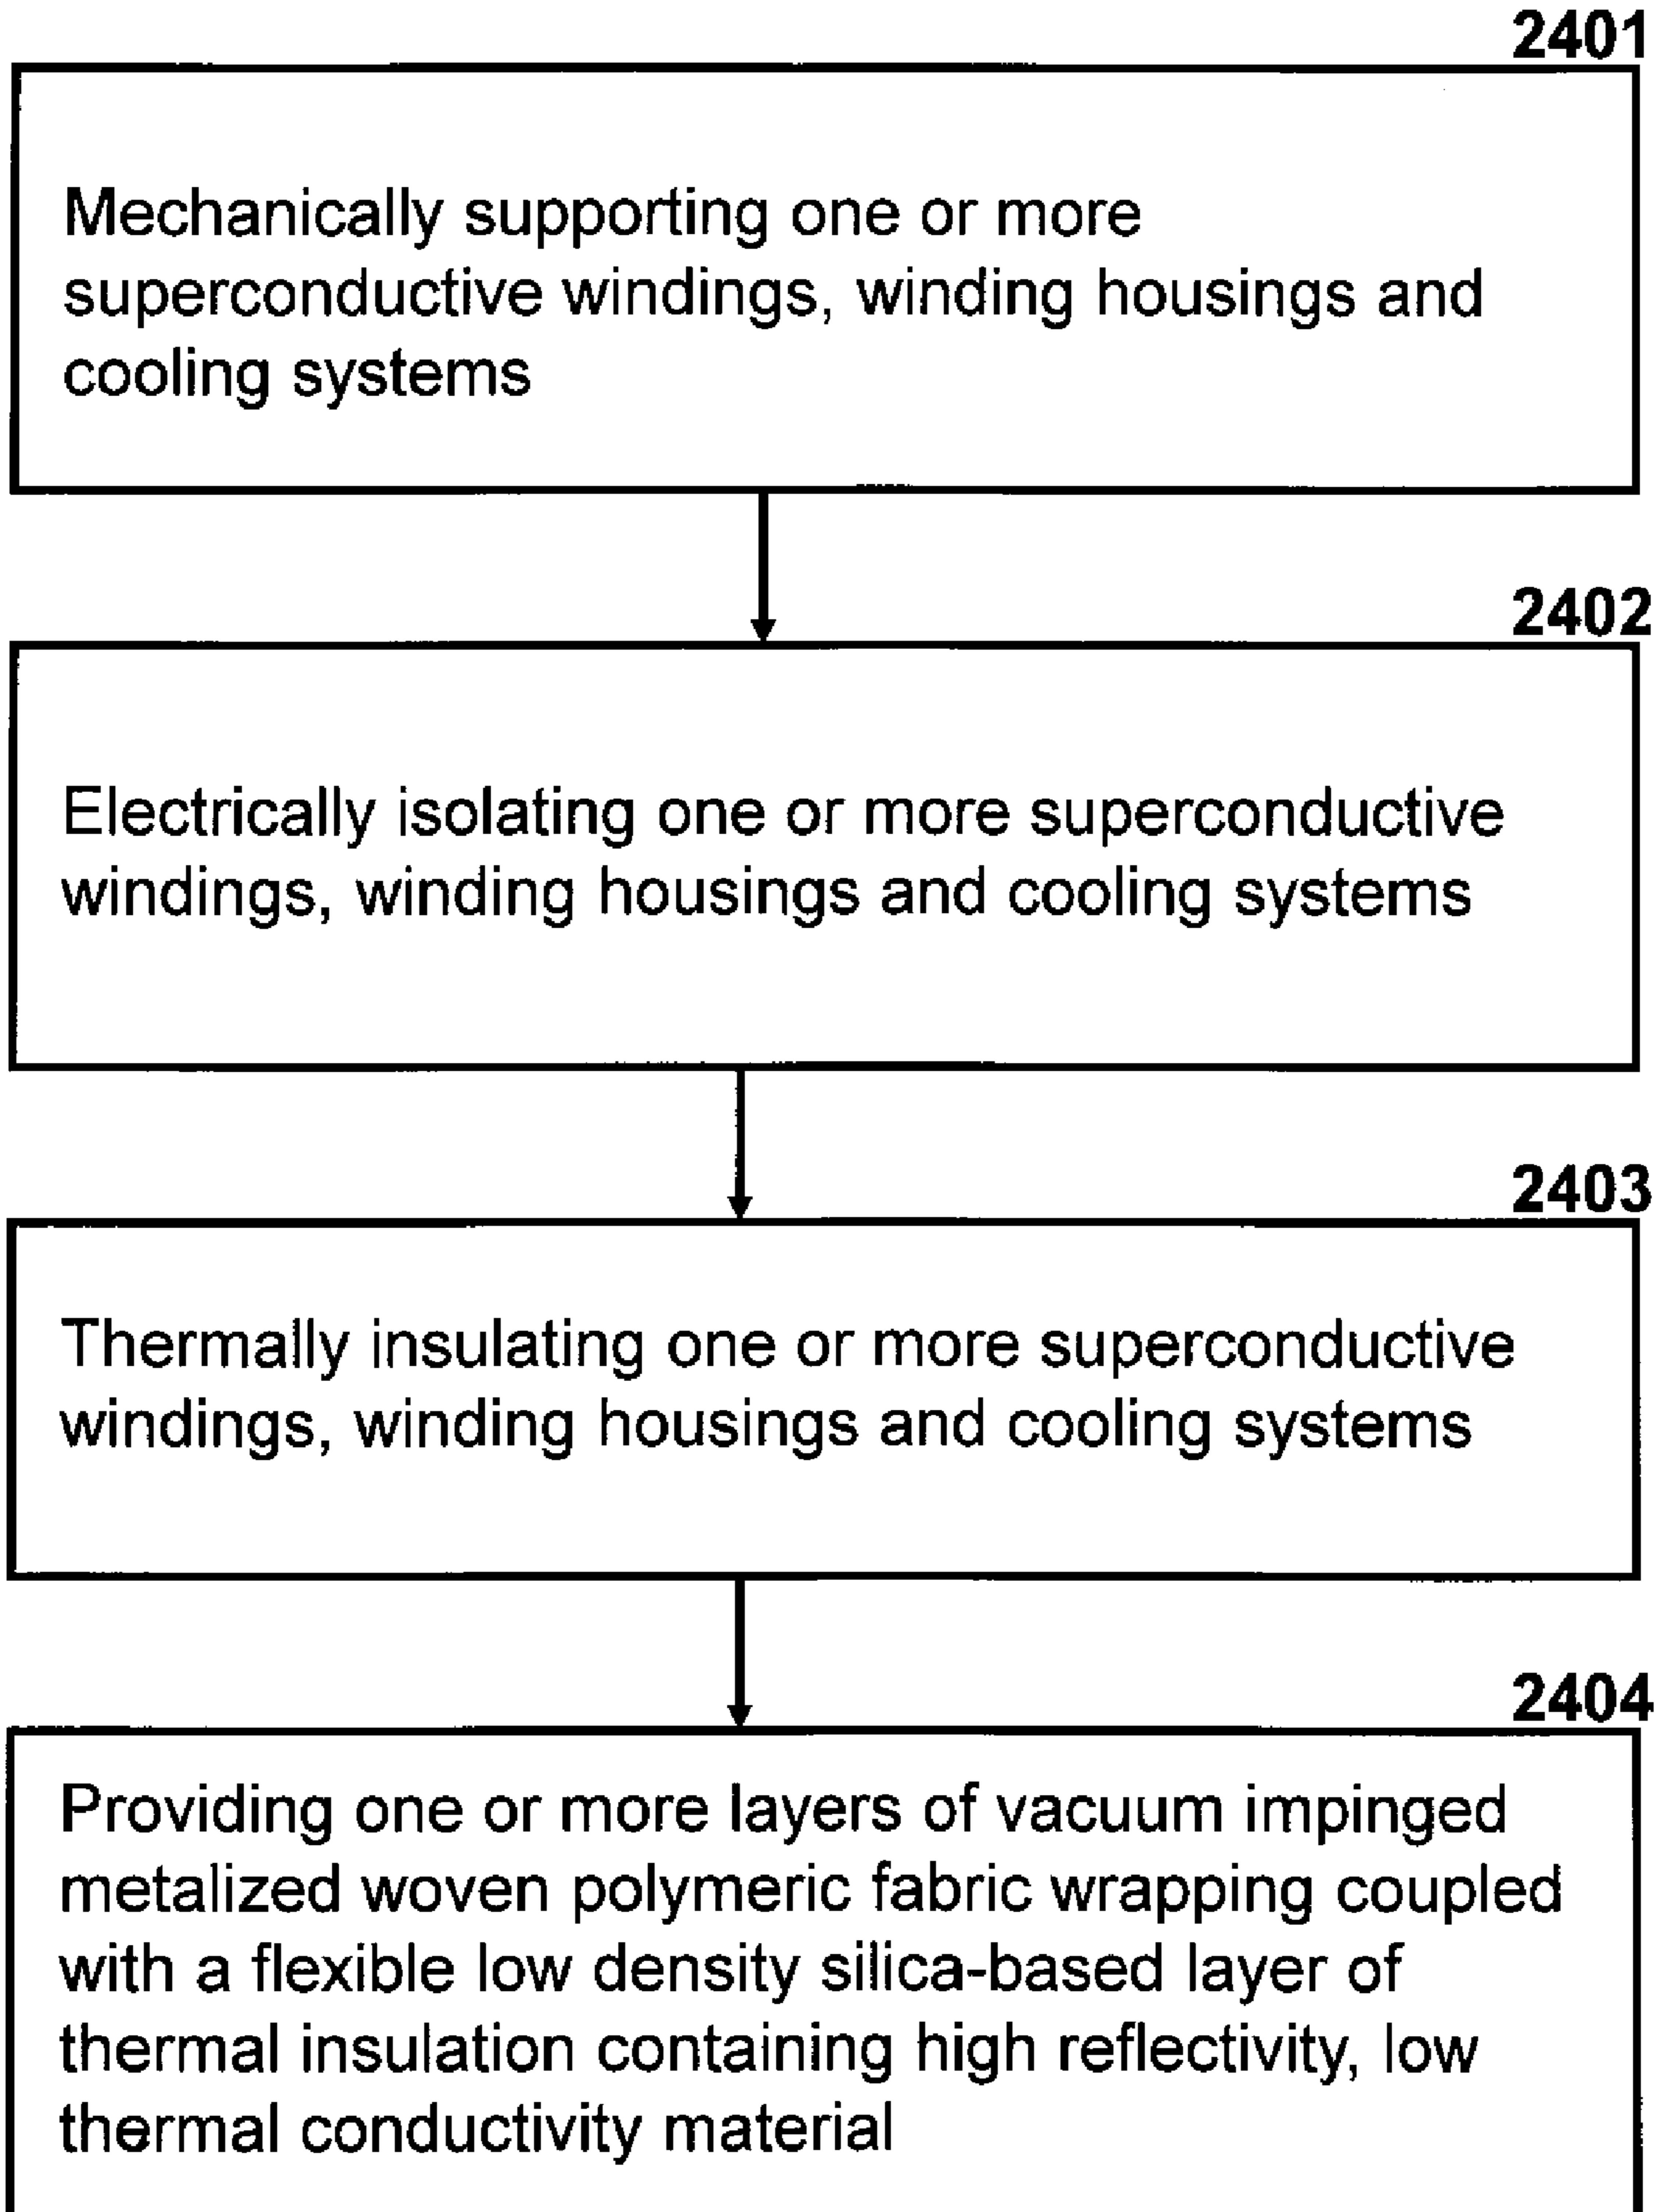 2401
Mechanically supporting one or more
superconductive windings, winding housings and
cooling systems
2402
Electrically isolating one or more superconductive
windings, winding housings and cooling systems
2403
Thermally insulating one or more superconductive
windings, winding housings and cooling systems
2404
Providing one or more layers of vacuum impinged
metalized woven polymeric fabric wrapping coupled
with a flexible low density silica-based layer of
thermal insulation containing high reflectivity, low
thermal conductivity material